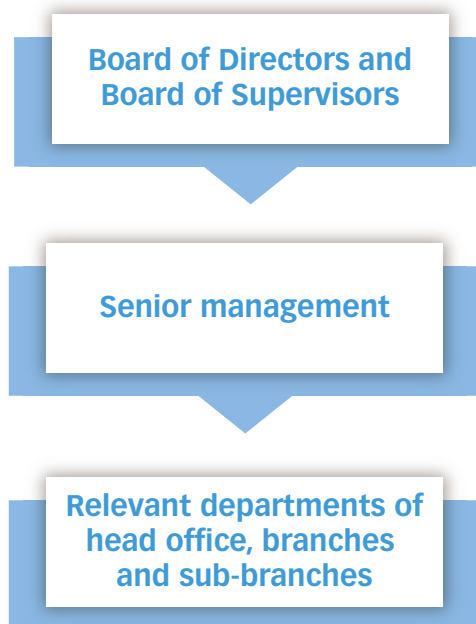 Board of Directors and
Board of Supervisors
Senior management
Relevant departments of
head office, branches
and sub-branches